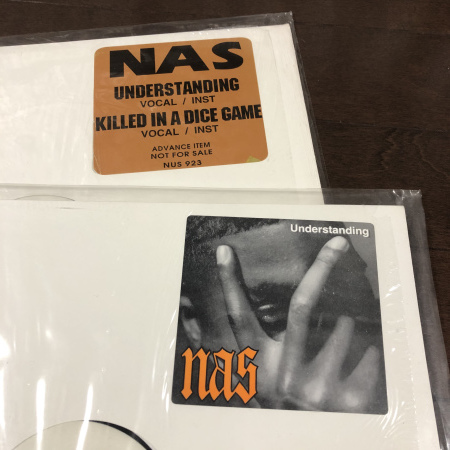 NAS
UNDERSTANDING
VOCAL / INST
KILLED IN A DICE GAME
VOCAL / INST
ADVANCE ITEM
NOT FOR SALE
NUS 923
Understanding
nas